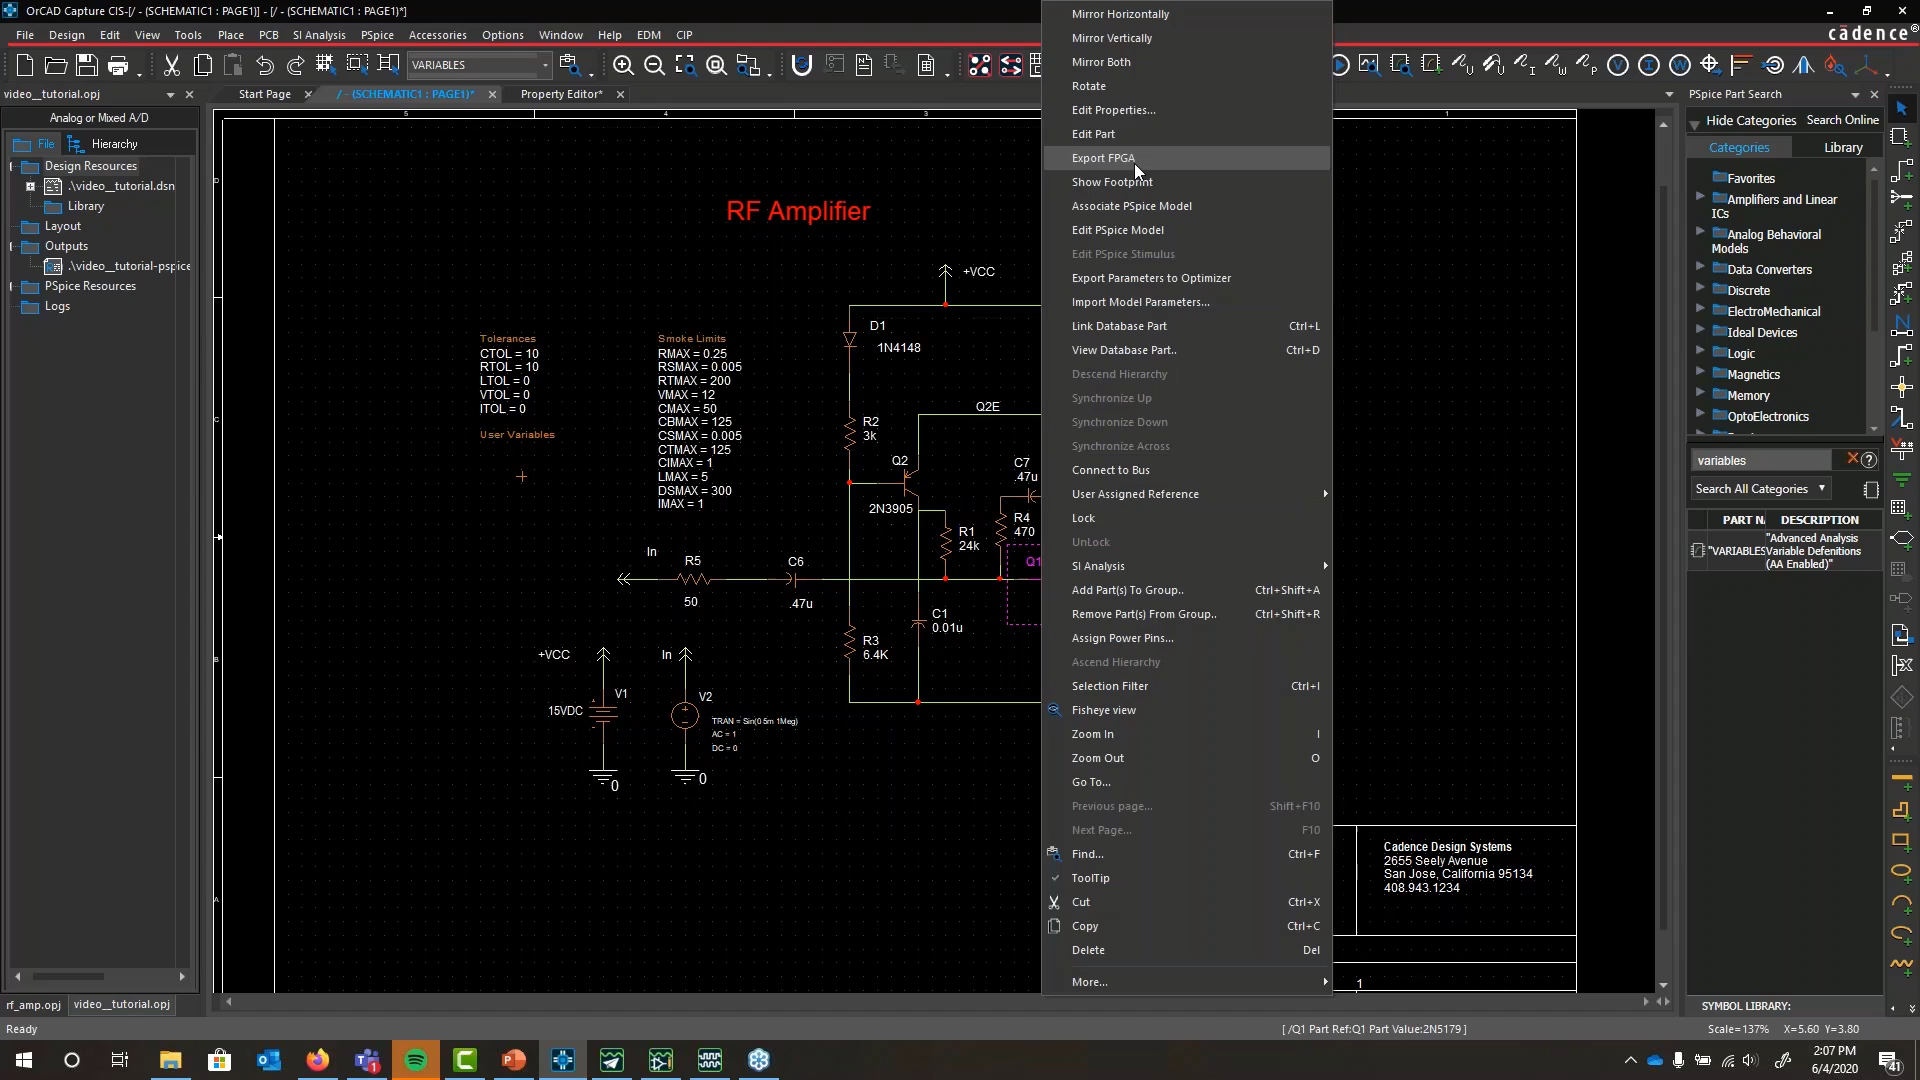 OrCAD Capture CIS-[/ - (SCHEMATIC1 : PAGE1)] - [/ - (SCHEMATIC1 : PAGE1)*]
File Design Edit View Tools Place PCB SI Analysis PSpice Accessories Options Window Help EDM CIP
cadence®
VARIABLES
video__tutorial.opj
Start Page
/ - (SCHEMATIC1 : PAGE1)*
Property Editor*
Analog or Mixed A/D
File Hierarchy
Design Resources
.\video__tutorial.dsn
Library
Layout
Outputs
.\video__tutorial-pspice
PSpice Resources
Logs
rf_amp.opj video__tutorial.opj
5 4 3 1
D
C
B
A
RF Amplifier
Tolerances
CTOL = 10
RTOL = 10
LTOL = 0
VTOL = 0
ITOL = 0
User Variables
Smoke Limits
RMAX = 0.25
RSMAX = 0.005
RTMAX = 200
VMAX = 12
CMAX = 50
CBMAX = 125
CSMAX = 0.005
CTMAX = 125
CIMAX = 1
LMAX = 5
DSMAX = 300
IMAX = 1
+VCC
D1
1N4148
R2
3k
Q2E
Q2
2N3905
C7
.47u
R4
470
R1
24k
Q1
In
R5
50
C6
.47u
C1
0.01u
R3
6.4K
+VCC
V1
15VDC
0
In
V2
TRAN = Sin(0 5m 1Meg)
AC = 1
DC = 0
0
Mirror Horizontally
Mirror Vertically
Mirror Both
Rotate
Edit Properties...
Edit Part
Export FPGA
Show Footprint
Associate PSpice Model
Edit PSpice Model
Edit PSpice Stimulus
Export Parameters to Optimizer
Import Model Parameters...
Link Database Part Ctrl+L
View Database Part.. Ctrl+D
Descend Hierarchy
Synchronize Up
Synchronize Down
Synchronize Across
Connect to Bus
User Assigned Reference
Lock
UnLock
SI Analysis
Add Part(s) To Group.. Ctrl+Shift+A
Remove Part(s) From Group.. Ctrl+Shift+R
Assign Power Pins...
Ascend Hierarchy
Selection Filter Ctrl+I
Fisheye view
Zoom In I
Zoom Out O
Go To...
Previous page... Shift+F10
Next Page... F10
Find... Ctrl+F
ToolTip
Cut Ctrl+X
Copy Ctrl+C
Delete Del
More...
Cadence Design Systems
2655 Seely Avenue
San Jose, California 95134
408.943.1234
1
PSpice Part Search
Hide Categories Search Online
Categories Library
Favorites
Amplifiers and Linear
ICs
Analog Behavioral
Models
Data Converters
Discrete
ElectroMechanical
Ideal Devices
Logic
Magnetics
Memory
OptoElectronics
variables
Search All Categories
PART N DESCRIPTION
"VARIABLES "Advanced Analysis
Variable Definitions
(AA Enabled)"
SYMBOL LIBRARY:
Ready
[ /Q1 Part Ref:Q1 Part Value:2N5179 ]
Scale=137% X=5.60 Y=3.80
2:07 PM
6/4/2020
41